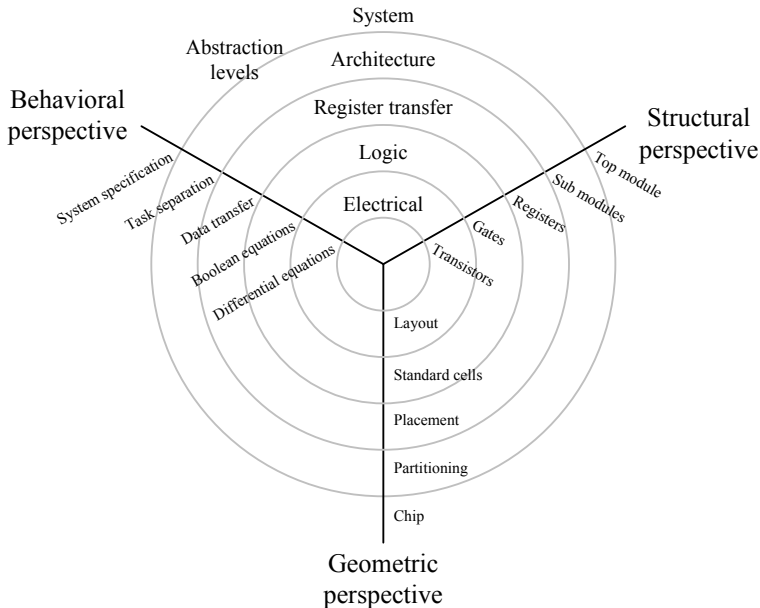 System
Abstraction
levels
Architecture
Behavioral
perspective
Register transfer
Structural
perspective
Logic
System specification
Task separation
Data transfer
Boolean equations
Differential equations
Electrical
Top module
Sub modules
Registers
Gates
Transistors
Layout
Standard cells
Placement
Partitioning
Chip
Geometric
perspective